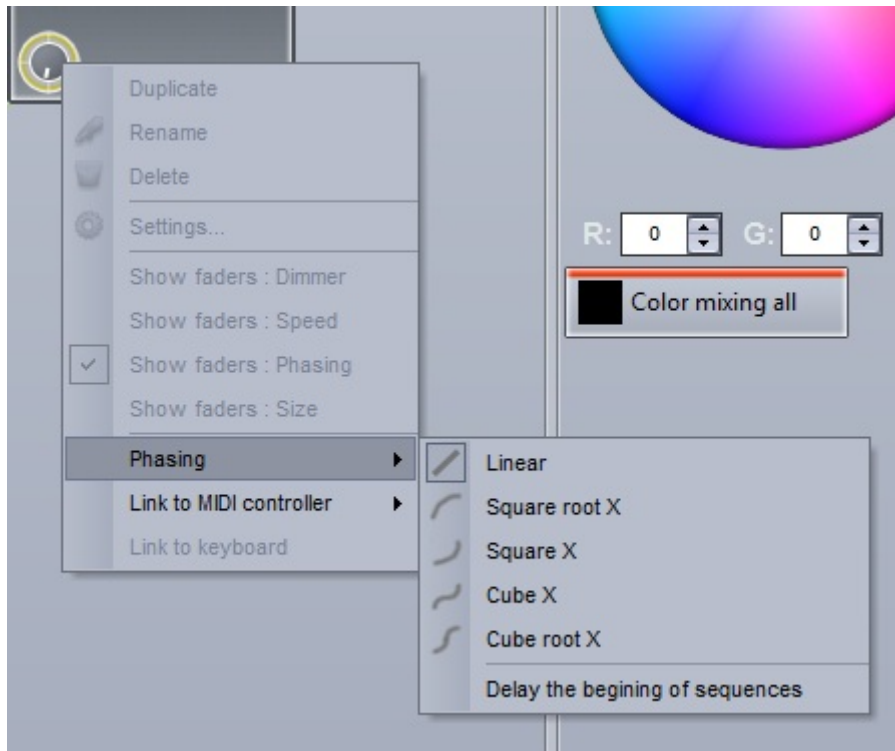 Duplicate
Rename
Delete
Settings...
Show faders : Dimmer
Show faders : Speed
Show faders : Phasing
Show faders : Size
Phasing
Link to MIDI controller
Link to keyboard
Linear
Square root X
Square X
Cube X
Cube root X
Delay the begining of sequences
R: 0 G: 0
Color mixing all